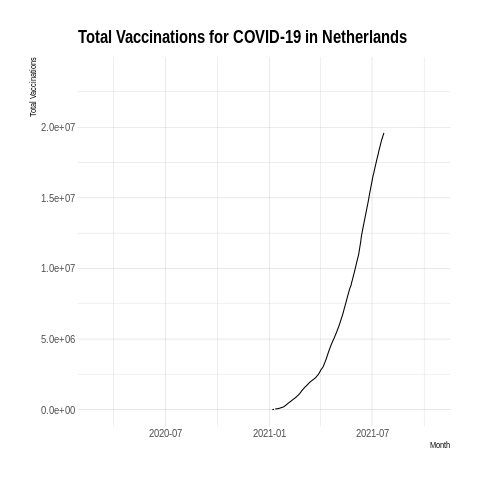 Total Vaccinations for COVID-19 in Netherlands
Total Vaccinations
2.0e+07
1.5e+07
1.0e+07
5.0e+06
0.0e+00
2020-07 2021-01 2021-07
Month